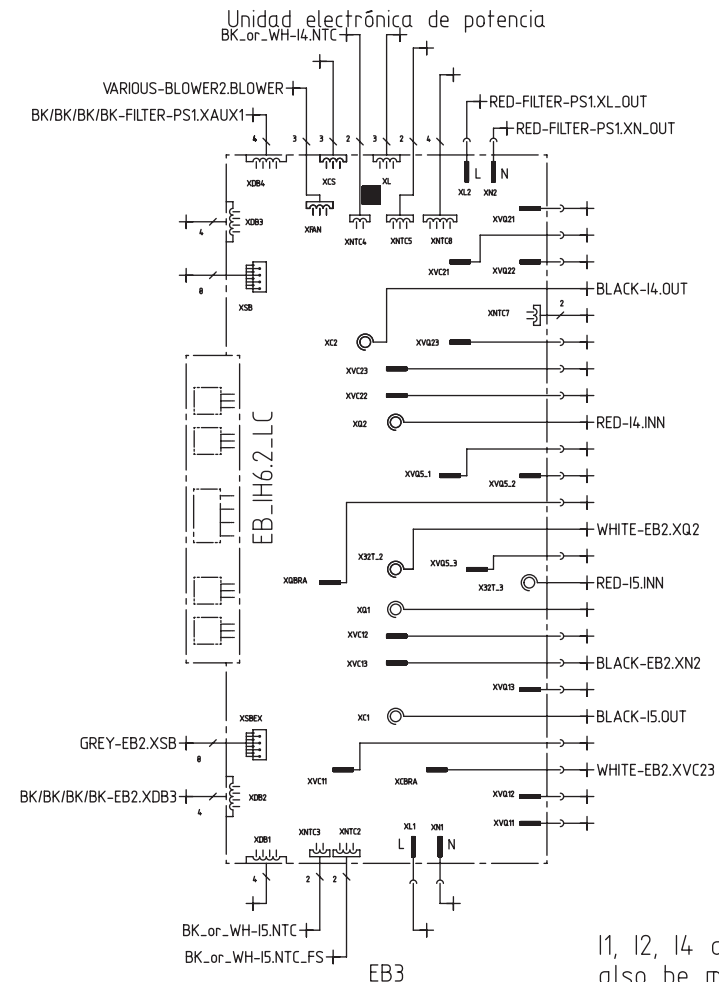 Unidad electrónica de potencia
BK_or_WH-I4.NTC
VARIOUS-BLOWER2.BLOWER
RED-FILTER-PS1.XL_OUT
BK/BK/BK/BK-FILTER-PS1.XAUX1
RED-FILTER-PS1.XN_OUT
4 3 3 2 3 2 4
L N
XDB4 XCS XL XL2 XN2
XDB3 XFAN XNTC4 XNTC5 XNTC8 XVQ21
4
XVC21 XVQ22
8
XSB
BLACK-I4.OUT
XNTC7 2
XC2 XVQ23
XVC23
XVC22
XQ2 RED-I4.INN
EB_IH6.2_LC
XVQ5_1 XVQ5_2
WHITE-EB2.XQ2
X32T_2 XVQ5_3
XQBRA X32T_3 RED-I5.INN
XQ1
XVC12
XVC13 BLACK-EB2.XN2
XVQ13
XSBEX XC1 BLACK-I5.OUT
GREY-EB2.XSB
8
XVC11 XCBRA WHITE-EB2.XVC23
BK/BK/BK/BK-EB2.XDB3 XDB2 XVQ12
4
XVQ11
XDB1 XNTC3 XNTC2 XL1 XN1
L N
4 2 2
BK_or_WH-I5.NTC
BK_or_WH-I5.NTC_FS
EB3
I1, I2, I4
also be